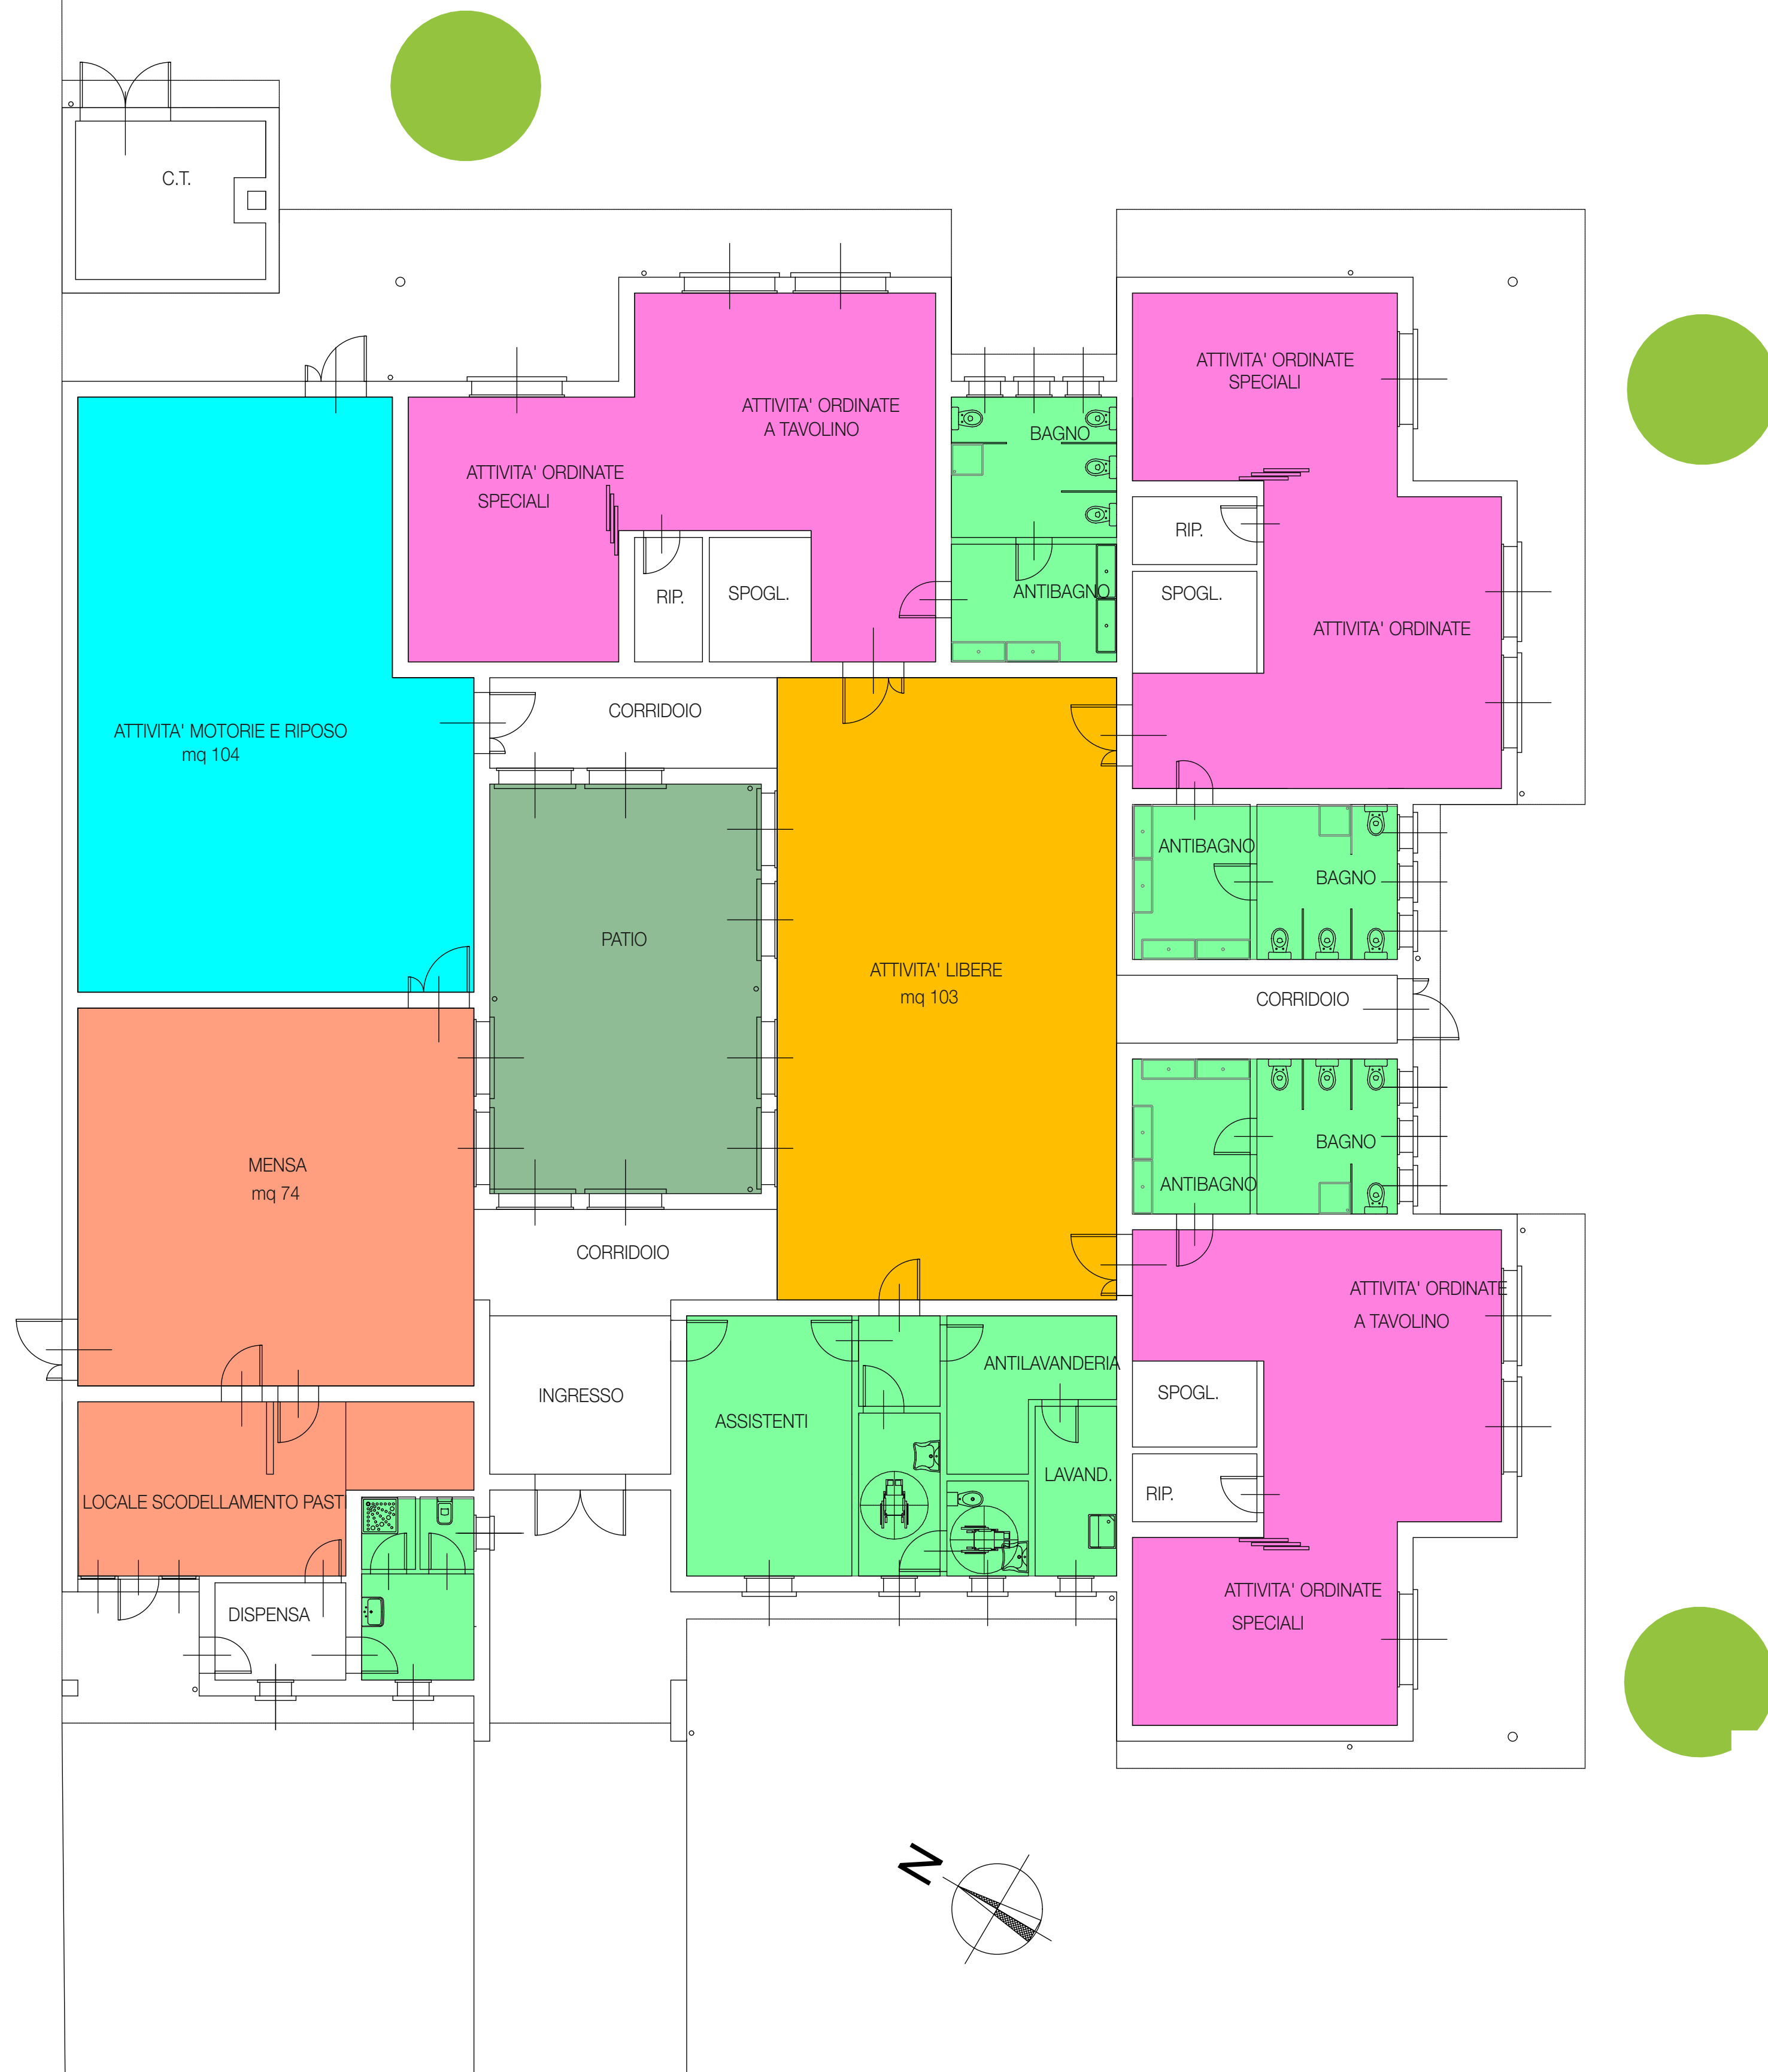 C.T.
ATTIVITA' ORDINATE
SPECIALI
ATTIVITA' ORDINATE
A TAVOLINO
BAGNO
ATTIVITA' ORDINATE
SPECIALI
RIP.
ANTIBAGNO
SPOGL.
RIP.
SPOGL.
ATTIVITA' ORDINATE
CORRIDOIO
ATTIVITA' MOTORIE E RIPOSO
mq 104
ANTIBAGNO
BAGNO
PATIO
ATTIVITA' LIBERE
mq 103
CORRIDOIO
BAGNO
MENSA
mq 74
ANTIBAGNO
CORRIDOIO
ATTIVITA' ORDINATE
A TAVOLINO
ANTILAVANDERIA
INGRESSO
SPOGL.
ASSISTENTI
LAVAND.
RIP.
LOCALE SCODELLAMENTO PASTI
ATTIVITA' ORDINATE
SPECIALI
DISPENSA
N